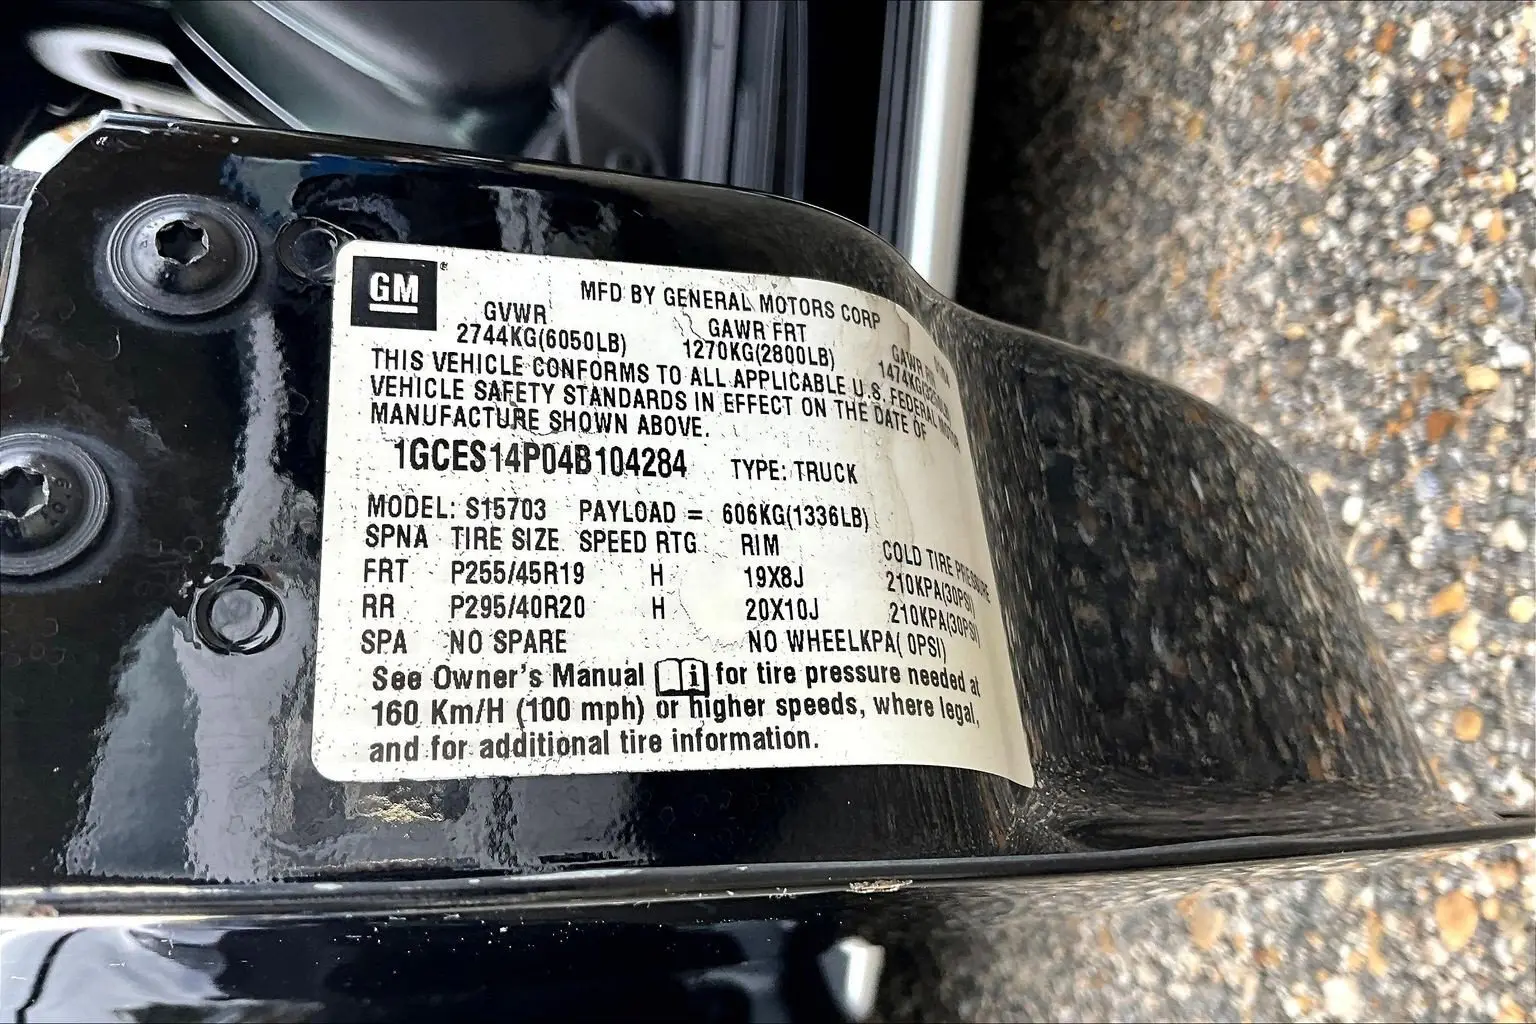 GM
MFD BY GENERAL MOTORS CORP
GVWR GAWR FRT GAWR
2744KG(6050LB) 1270KG(2800LB)
THIS VEHICLE CONFORMS TO ALL APPLICABLE U.S. FEDERAL MOTOR
VEHICLE SAFETY STANDARDS IN EFFECT ON THE DATE OF
MANUFACTURE SHOWN ABOVE.
1GCES14P04B104284 TYPE: TRUCK
MODEL: S15703 PAYLOAD = 606KG(1336LB)
SPNA TIRE SIZE SPEED RTG RIM COLD TIRE PRESSURE
FRT P255/45R19 H 19X8J 210KPA(30PSI)
RR P295/40R20 H 20X10J 210KPA(30PSI)
SPA NO SPARE NO WHEELKPA( 0PSI)
See Owner's Manual for tire pressure needed at
160 Km/H (100 mph) or higher speeds, where legal,
and for additional tire information.
10.9